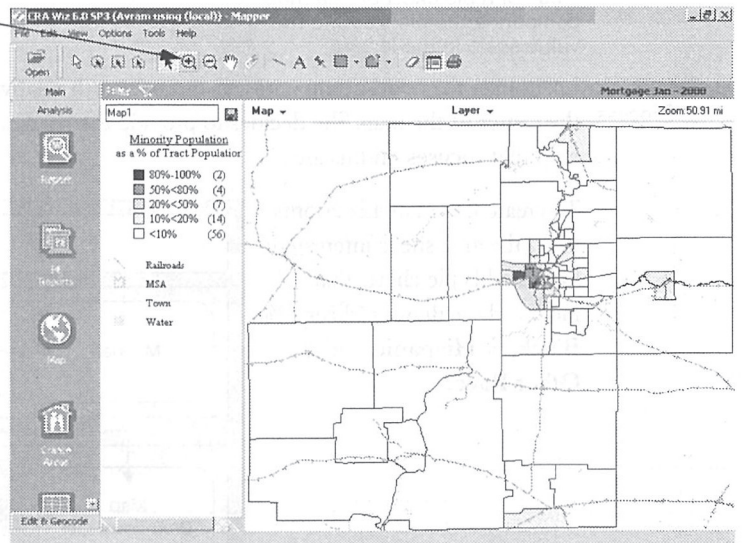 CRA Wiz 6.0 SP3 (Avram using (local)) - Mapper
File Edit View Options Tools Help
Open
A
Main
Mortgage Jan - 2000
Analysis
Map1
Map
Layer
Zoom 50.91 mi
Minority Population
as a % of Tract Population
80%-100% (2)
50%<80% (4)
20%<50% (7)
10%<20% (14)
<10% (56)
Report
Railroads
MSA
Town
Water
Map
Edit & Geocode